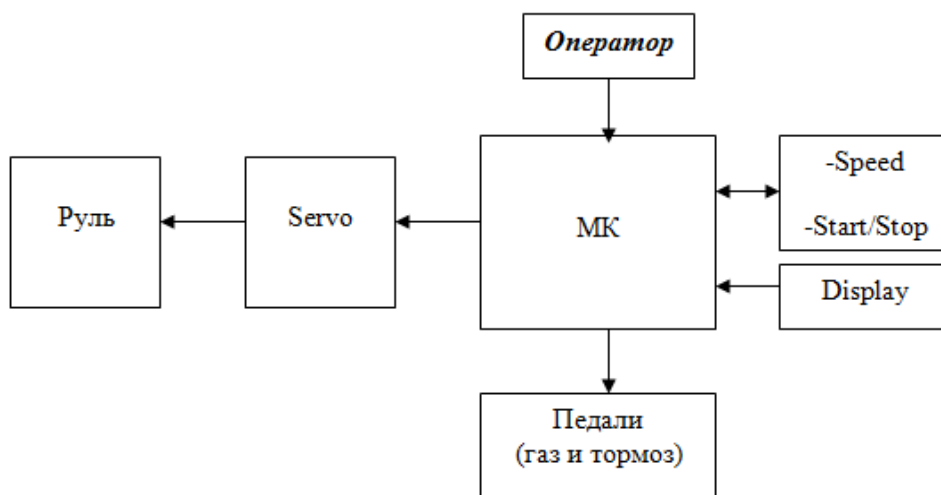 Оператор
-Speed
-Start/Stop
Руль
Servo
МК
Display
Педали
(газ и тормоз)